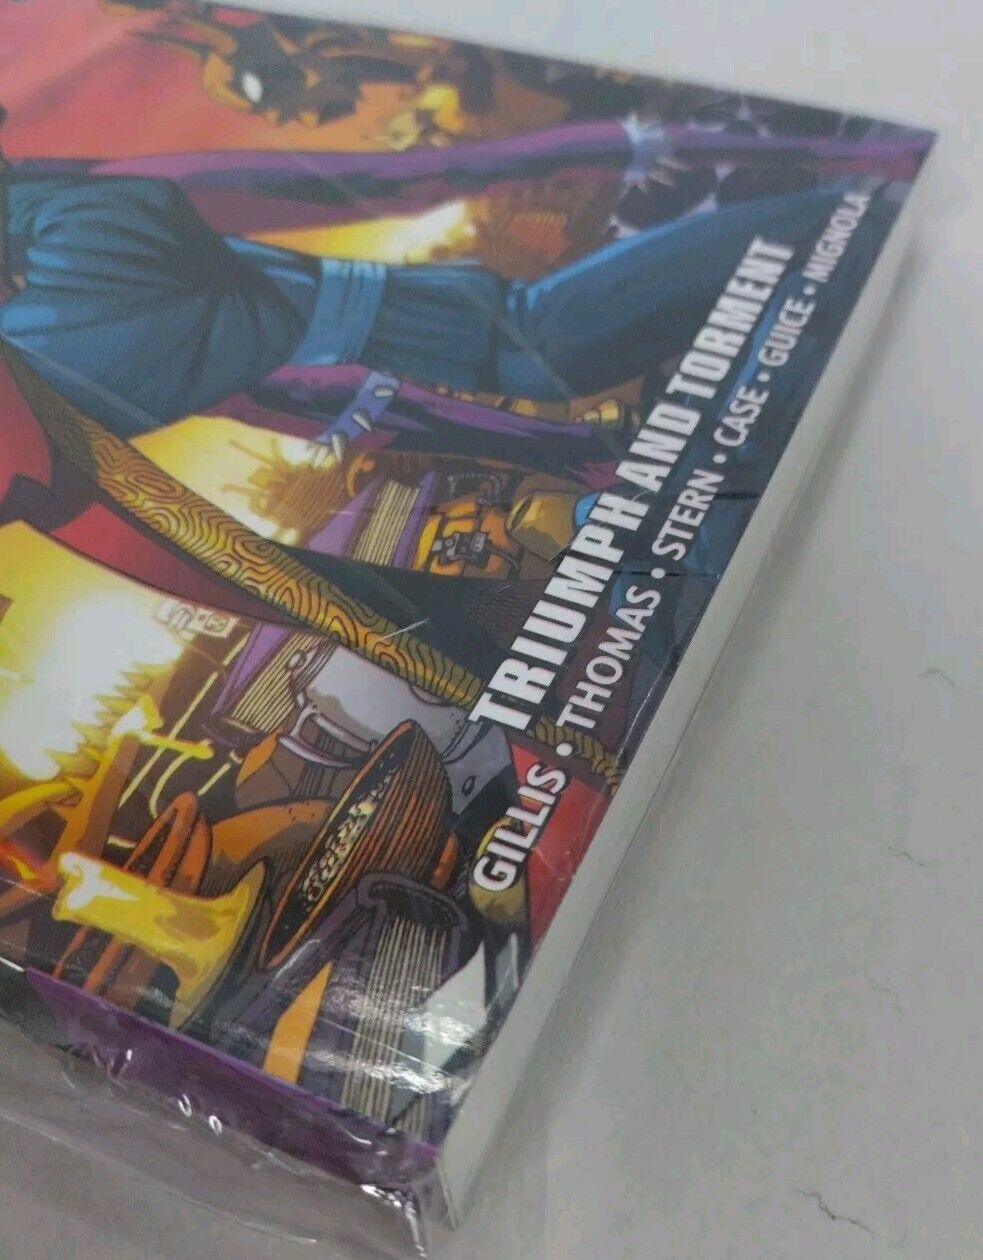 TRIUMPH AND TORMENT
GILLIS • THOMAS • STERN • CASE • GUICE • MIGNOLA